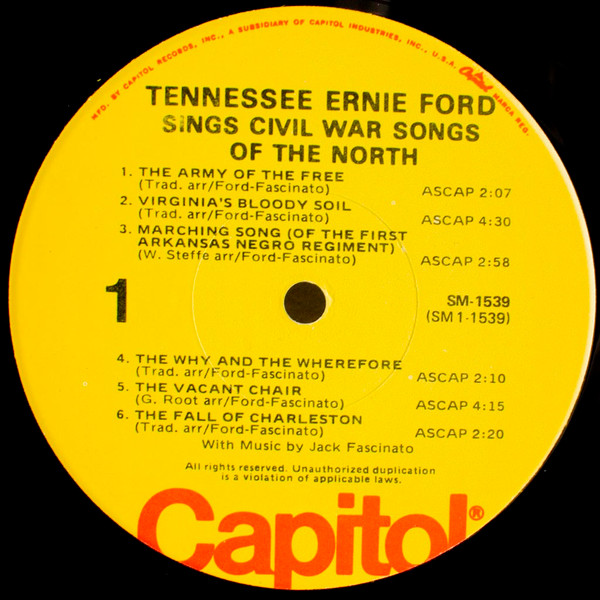 MFD. BY CAPITOL RECORDS, INC., A SUBSIDIARY OF CAPITOL INDUSTRIES, INC., U.S.A. Capitol MARCA REG.
TENNESSEE ERNIE FORD
SINGS CIVIL WAR SONGS
OF THE NORTH
1. THE ARMY OF THE FREE
(Trad. arr/Ford-Fascinato) ASCAP 2:07
2. VIRGINIA'S BLOODY SOIL
(Trad. arr/Ford-Fascinato) ASCAP 4:30
3. MARCHING SONG (OF THE FIRST
ARKANSAS NEGRO REGIMENT)
(W. Steffe arr/Ford-Fascinato) ASCAP 2:58
1
SM-1539
(SM1-1539)
4. THE WHY AND THE WHEREFORE
(Trad. arr/Ford-Fascinato) ASCAP 2:10
5. THE VACANT CHAIR
(G. Root arr/Ford-Fascinato) ASCAP 4:15
6. THE FALL OF CHARLESTON
(Trad. arr/Ford-Fascinato) ASCAP 2:20
With Music by Jack Fascinato
All rights reserved. Unauthorized duplication
is a violation of applicable laws.
Capitol®